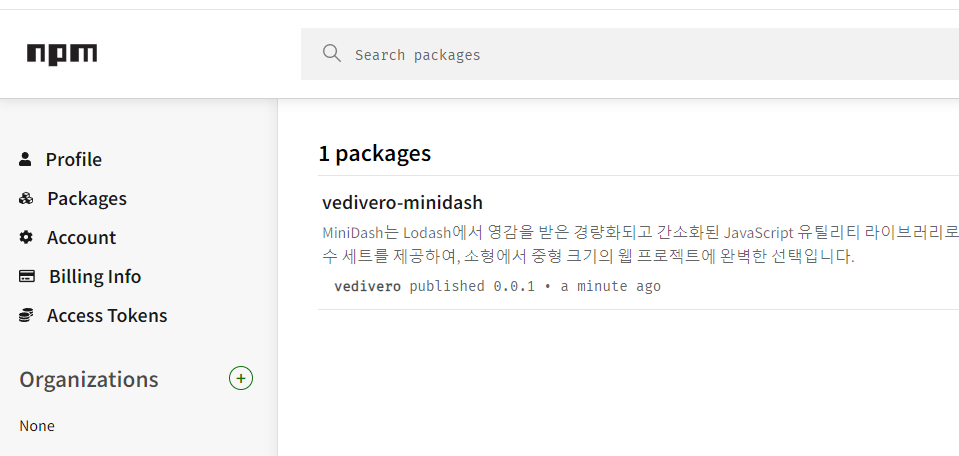 npm
Search packages
Profile
Packages
Account
Billing Info
Access Tokens
Organizations
None
1 packages
vedivero-minidash
MiniDash는 Lodash에서 영감을 받은 경량화되고 간소화된 JavaScript 유틸리티 라이브러리로
수 세트를 제공하여, 소형에서 중형 크기의 웹 프로젝트에 완벽한 선택입니다.
vedivero published 0.0.1 • a minute ago